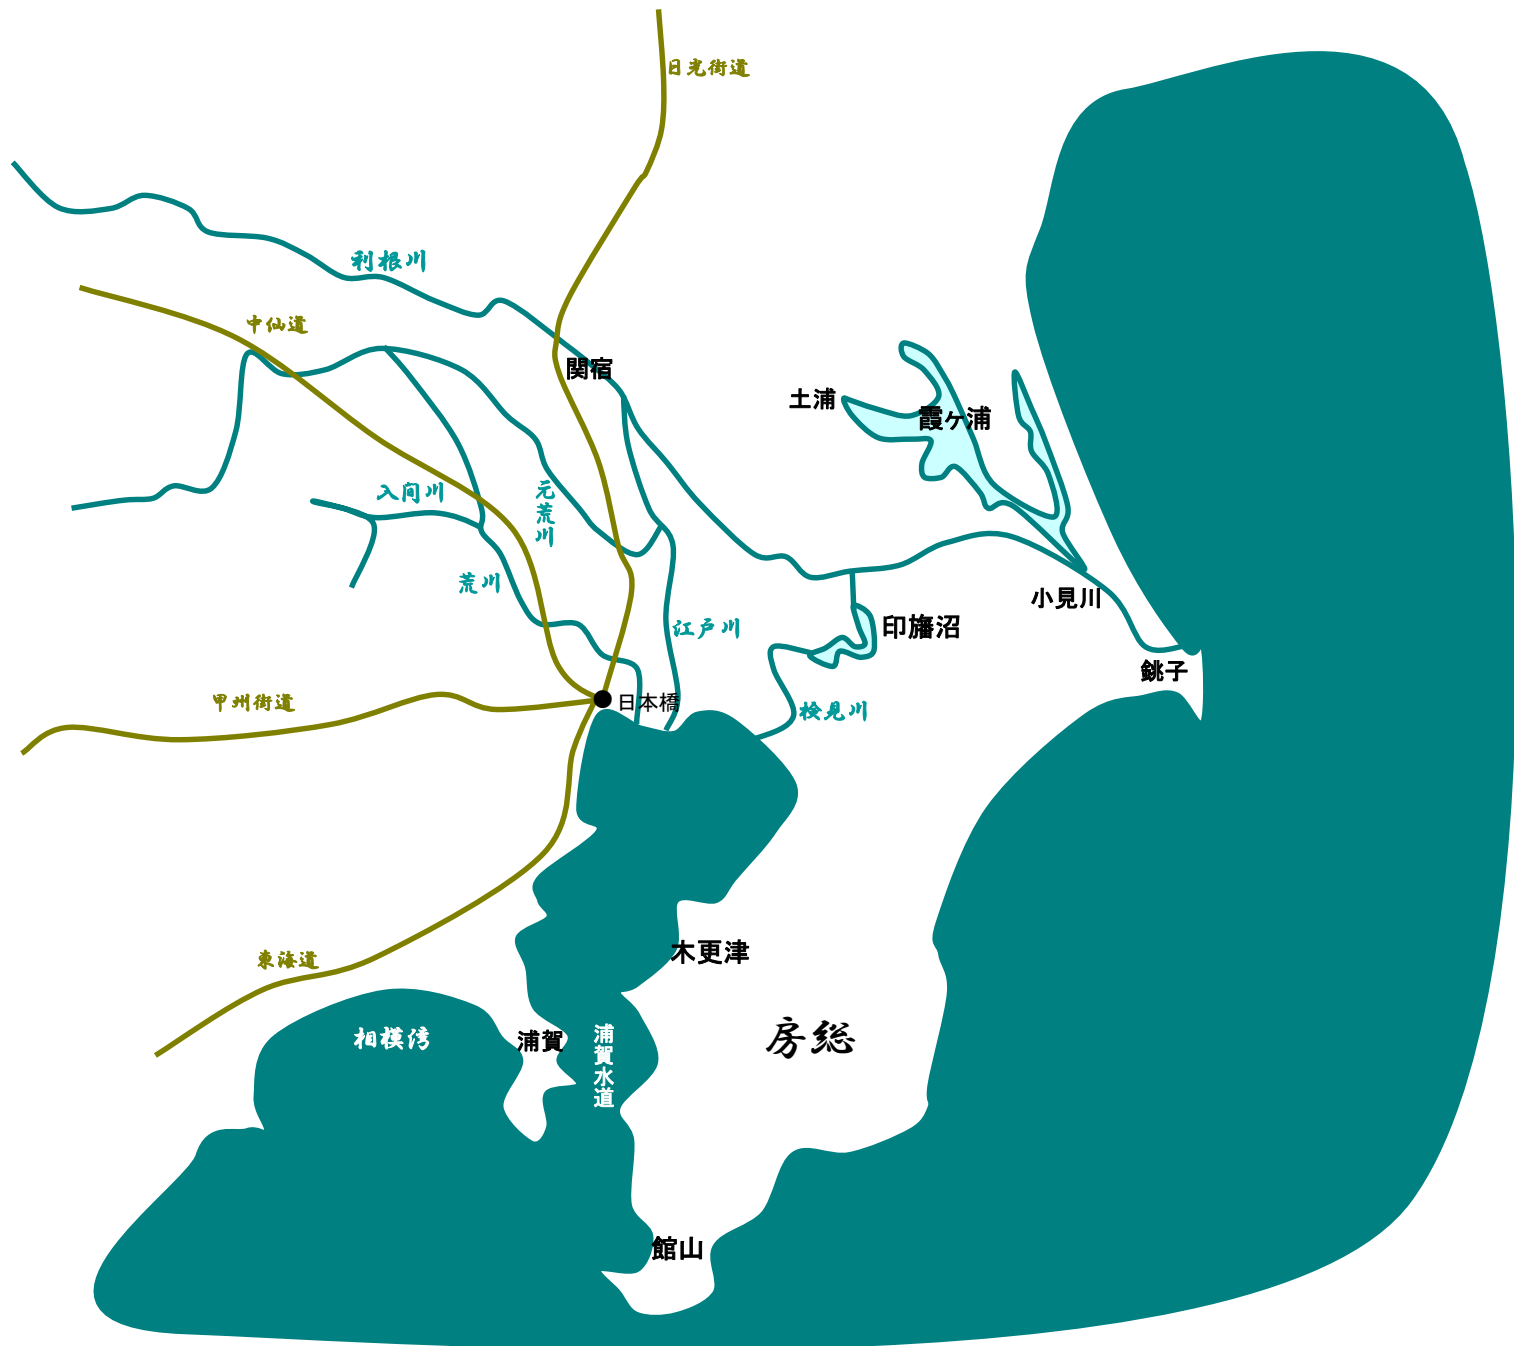 日光街道
利根川
中仙道
関宿
土浦
霞ヶ浦
入间川
元荒川
荒川
小見川
印旛沼
江戸川
銚子
甲州街道
日本橋
検見川
木更津
東海道
房総
相模湾
浦賀
浦賀水道
館山